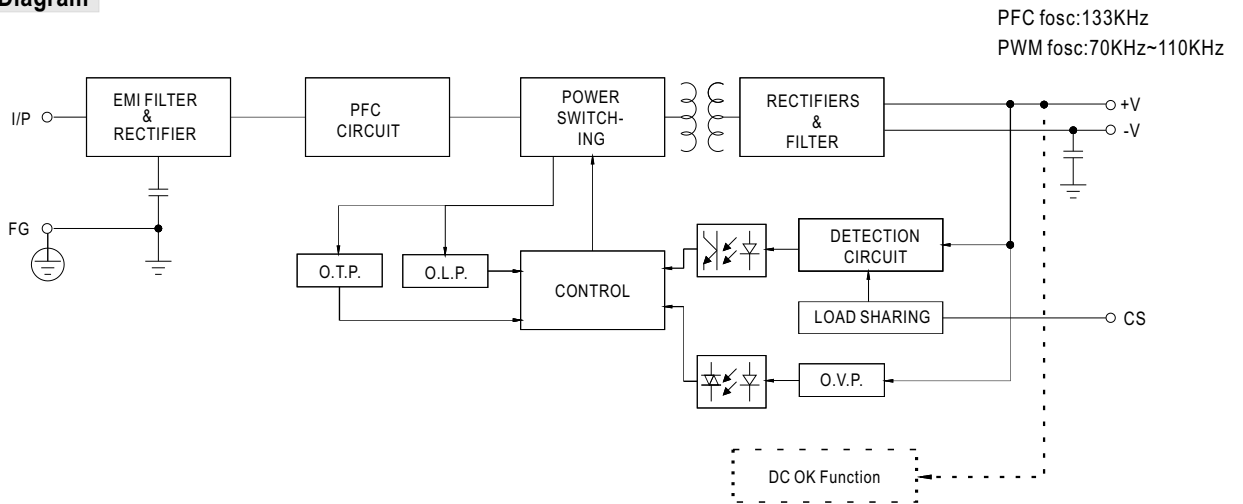 Diagram
PFC fosc:133KHz
PWM fosc:70KHz~110KHz
I/P
EMI FILTER
&
RECTIFIER
PFC
CIRCUIT
POWER
SWITCH-
ING
RECTIFIERS
&
FILTER
+V
-V
FG
O.T.P.
O.L.P.
CONTROL
DETECTION
CIRCUIT
LOAD SHARING
CS
O.V.P.
DC OK Function